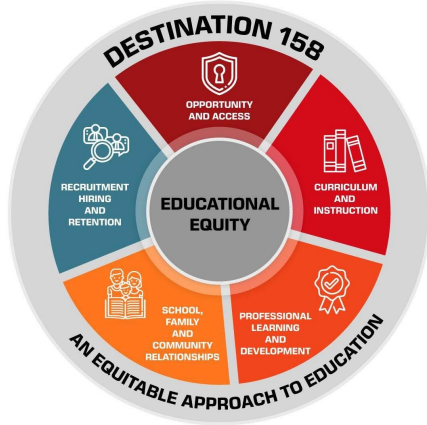 DESTINATION 158
OPPORTUNITY
AND ACCESS
CURRICULUM
AND
INSTRUCTION
PROFESSIONAL
LEARNING
AND
DEVELOPMENT
SCHOOL,
FAMILY
AND
COMMUNITY
RELATIONSHIPS
RECRUITMENT
HIRING
AND
RETENTION
EDUCATIONAL
EQUITY
AN EQUITABLE APPROACH TO EDUCATION